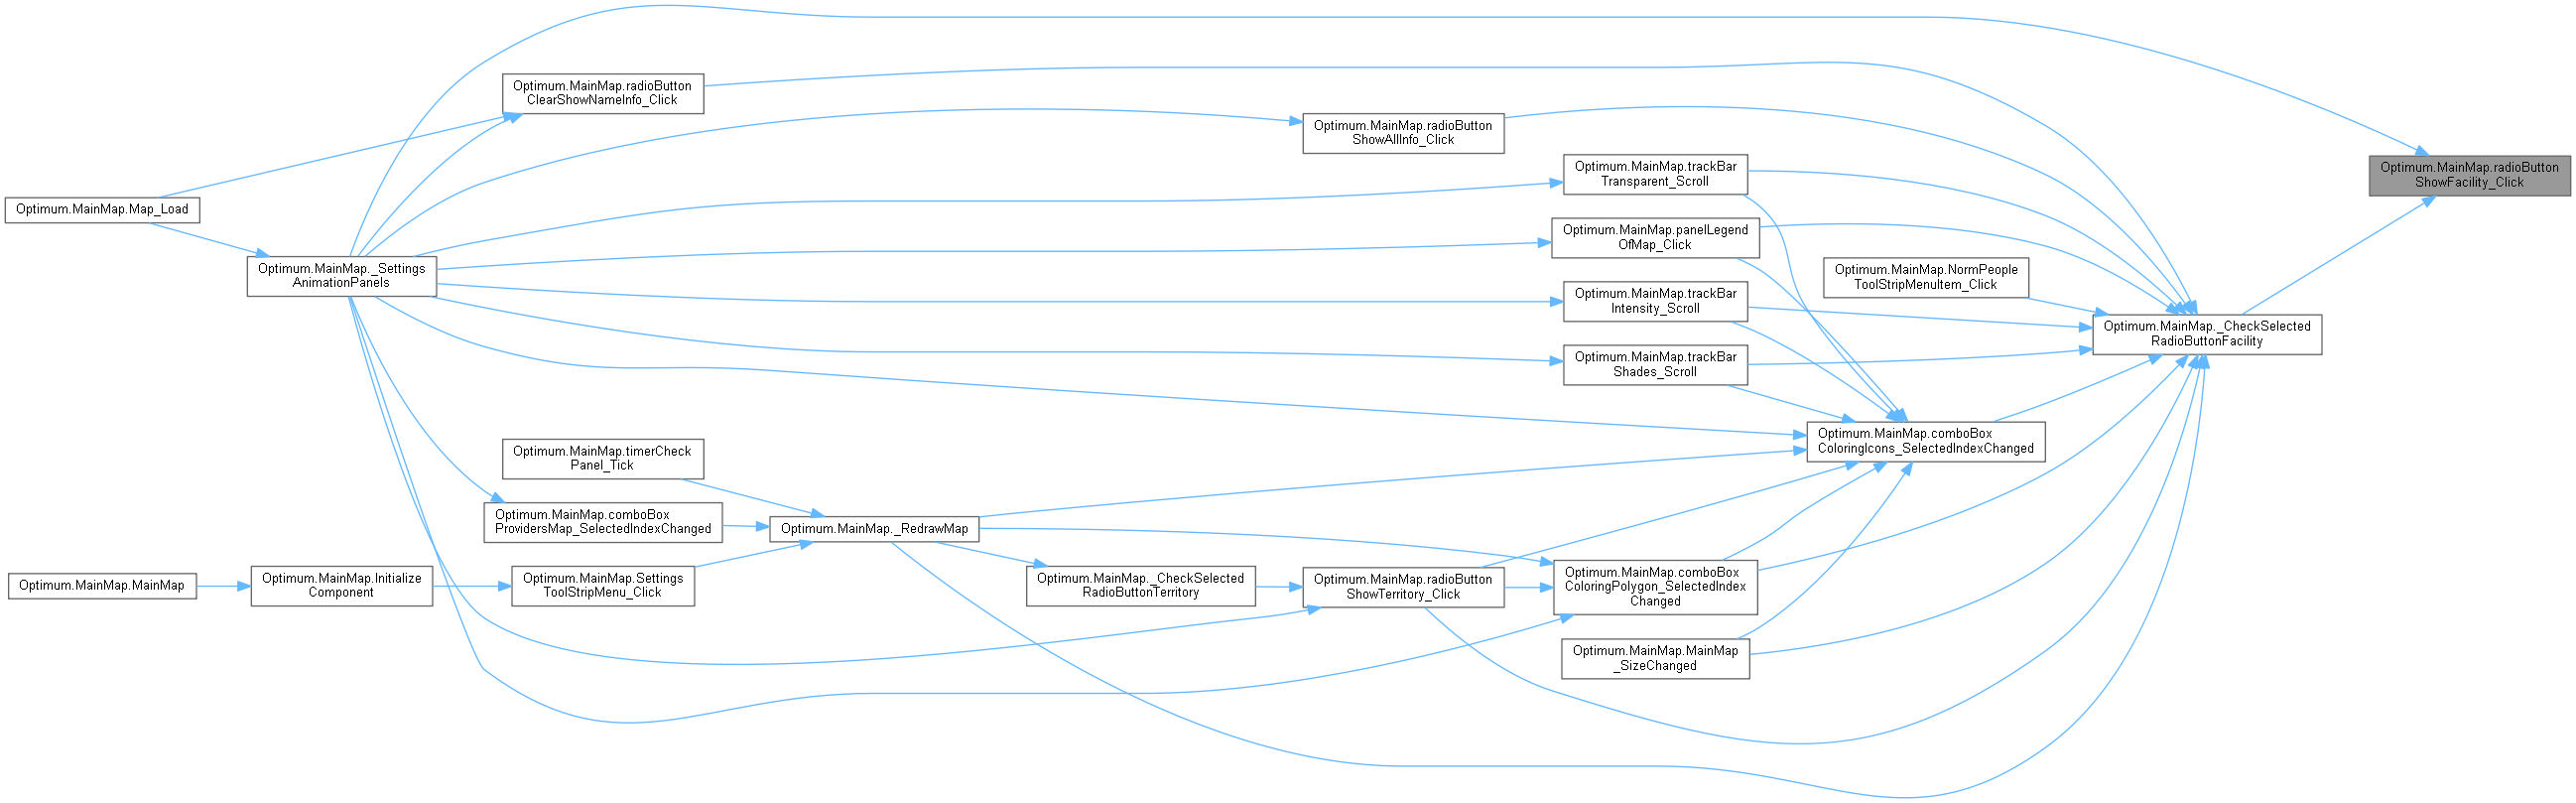 Optimum.MainMap.radioButton
ClearShowNameInfo_Click
Optimum.MainMap.radioButton
ShowAllInfo_Click
Optimum.MainMap.trackBar
Transparent_Scroll
Optimum.MainMap.radioButton
ShowFacility_Click
Optimum.MainMap.Map_Load
Optimum.MainMap.panelLegend
OfMap_Click
Optimum.MainMap._Settings
AnimationPanels
Optimum.MainMap.NormPeople
ToolStripMenuItem_Click
Optimum.MainMap.trackBar
Intensity_Scroll
Optimum.MainMap._CheckSelected
RadioButtonFacility
Optimum.MainMap.trackBar
Shades_Scroll
Optimum.MainMap.comboBox
ColoringIcons_SelectedIndexChanged
Optimum.MainMap.timerCheck
Panel_Tick
Optimum.MainMap.comboBox
ProvidersMap_SelectedIndexChanged
Optimum.MainMap._RedrawMap
Optimum.MainMap.MainMap
Optimum.MainMap.Initialize
Component
Optimum.MainMap.Settings
ToolStripMenu_Click
Optimum.MainMap._CheckSelected
RadioButtonTerritory
Optimum.MainMap.radioButton
ShowTerritory_Click
Optimum.MainMap.comboBox
ColoringPolygon_SelectedIndex
Changed
Optimum.MainMap.MainMap
_SizeChanged